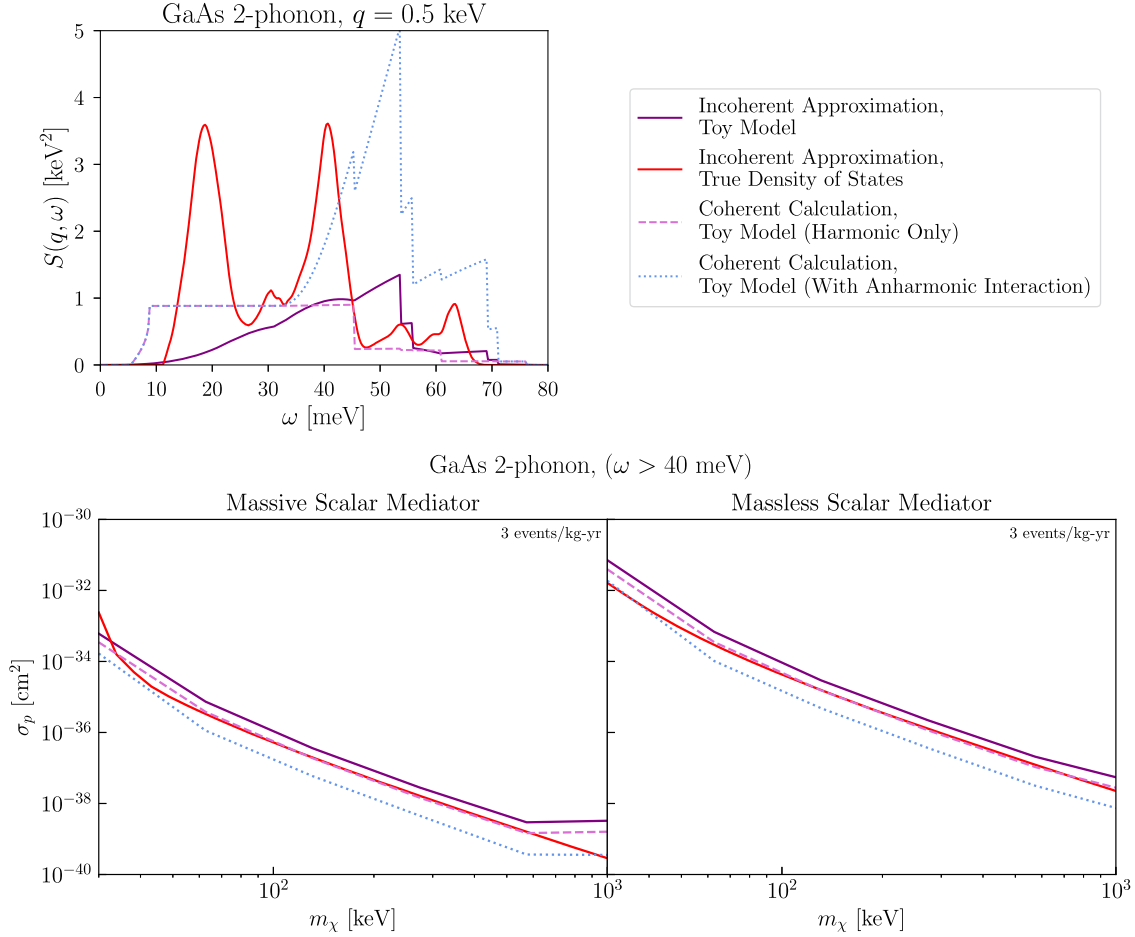 GaAs 2-phonon, q = 0.5 keV
S(q, ω) [keV²]
5
4
3
2
1
0
0 10 20 30 40 50 60 70 80
ω [meV]
Incoherent Approximation,
Toy Model
Incoherent Approximation,
True Density of States
Coherent Calculation,
Toy Model (Harmonic Only)
Coherent Calculation,
Toy Model (With Anharmonic Interaction)
GaAs 2-phonon, (ω > 40 meV)
Massive Scalar Mediator
Massless Scalar Mediator
3 events/kg-yr
3 events/kg-yr
σₚ [cm²]
10⁻³⁰
10⁻³²
10⁻³⁴
10⁻³⁶
10⁻³⁸
10⁻⁴⁰
10² 10³
10² 10³
mᵪ [keV]
mᵪ [keV]